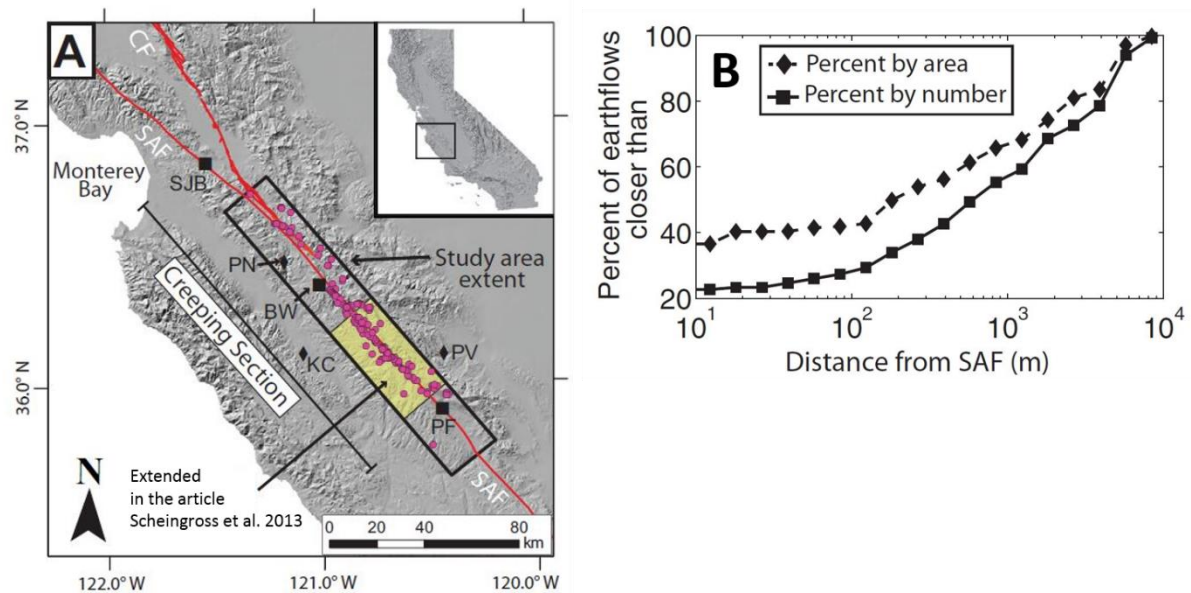 A
CF
SAF
37.0° N
Monterey
Bay
SJB
PN
Study area
extent
BW
Creeping Section
KC
PV
36.0° N
PF
SAF
N
Extended
in the article
Scheingross et al. 2013
0 20 40 80
km
122.0° W 121.0° W 120.0° W
B
Percent by area
Percent by number
Percent of earthflows
closer than
100
80
60
40
20
10¹ 10² 10³ 10⁴
Distance from SAF (m)